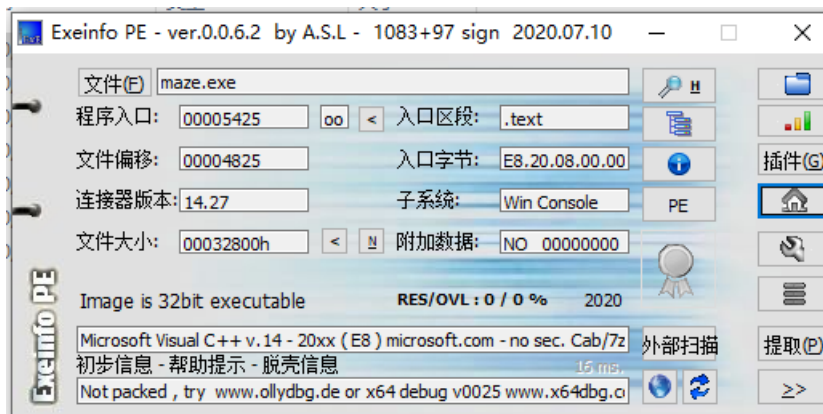 Exeinfo PE - ver.0.0.6.2 by A.S.L - 1083+97 sign 2020.07.10
文件(F) maze.exe H
程序入口: 00005425 oo < 入口区段: .text
文件偏移: 00004825 入口字节: E8.20.08.00.00 插件(G)
连接器版本: 14.27 子系统: Win Console PE
文件大小: 00032800h < N 附加数据: NO 00000000
Image is 32bit executable RES/OVL : 0 / 0 % 2020
Exeinfo PE
Microsoft Visual C++ v.14 - 20xx ( E8 ) microsoft.com - no sec. Cab/7z 外部扫描 提取(P)
初步信息 - 帮助提示 - 脱壳信息 16 ms.
Not packed , try www.ollydbg.de or x64 debug v0025 www.x64dbg.c >>